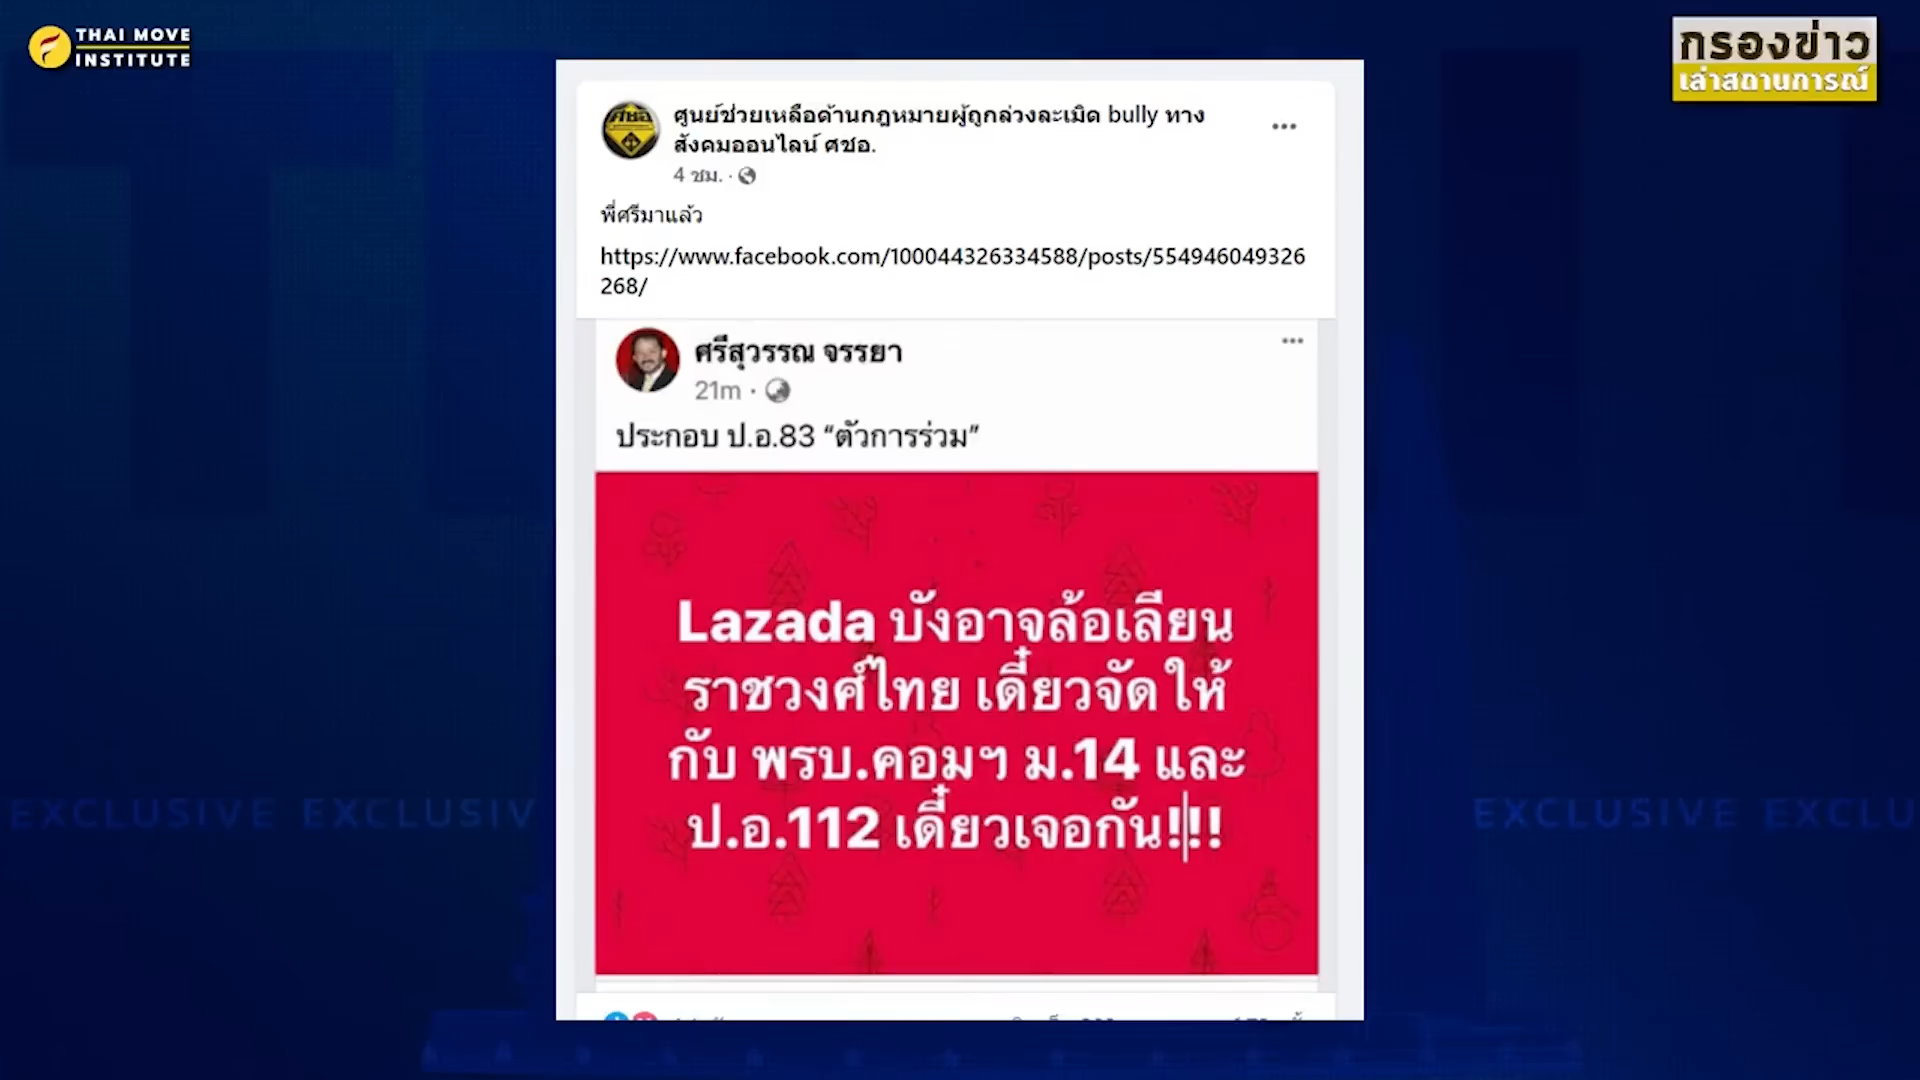 THAI MOVE
INSTITUTE
กรองข่าว
เล่าสถานการณ์
ศชอ
ศูนย์ช่วยเหลือด้านกฎหมายผู้ถูกล่วงละเมิด bully ทาง
สังคมออนไลน์ ศชอ.
4 ชม. ·
พี่ศรีมาแล้ว
https://www.facebook.com/100044326334588/posts/554946049326
268/
ศรีสุวรรณ จรรยา
21m ·
ประกอบ ป.อ.83 “ตัวการร่วม”
Lazada บังอาจล้อเลียน
ราชวงศ์ไทย เดี๋ยวจัดให้
กับ พรบ.คอมฯ ม.14 และ
ป.อ.112 เดี๋ยวเจอกัน!!!
EXCLUSIVE EXCLUSIV
EXCLUSIVE EXCLU